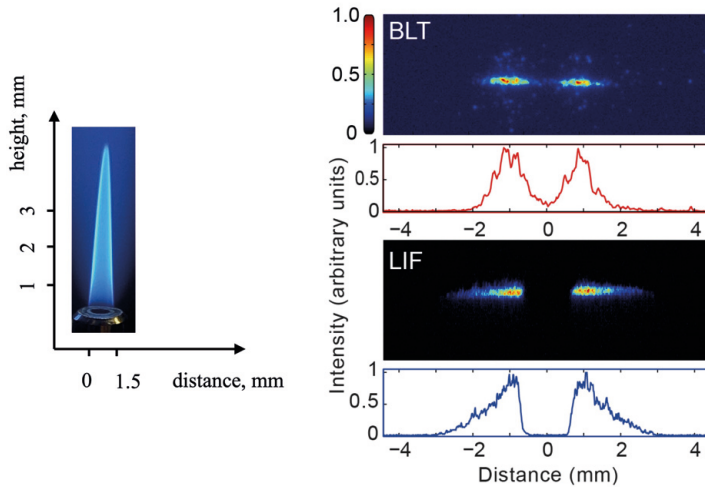 height, mm
3
2
1
0 1.5 distance, mm
1.0
0.5
0
BLT
Intensity (arbitrary units)
1
0.5
0
−4 −2 0 2 4
LIF
1
0.5
0
−4 −2 0 2 4
Distance (mm)